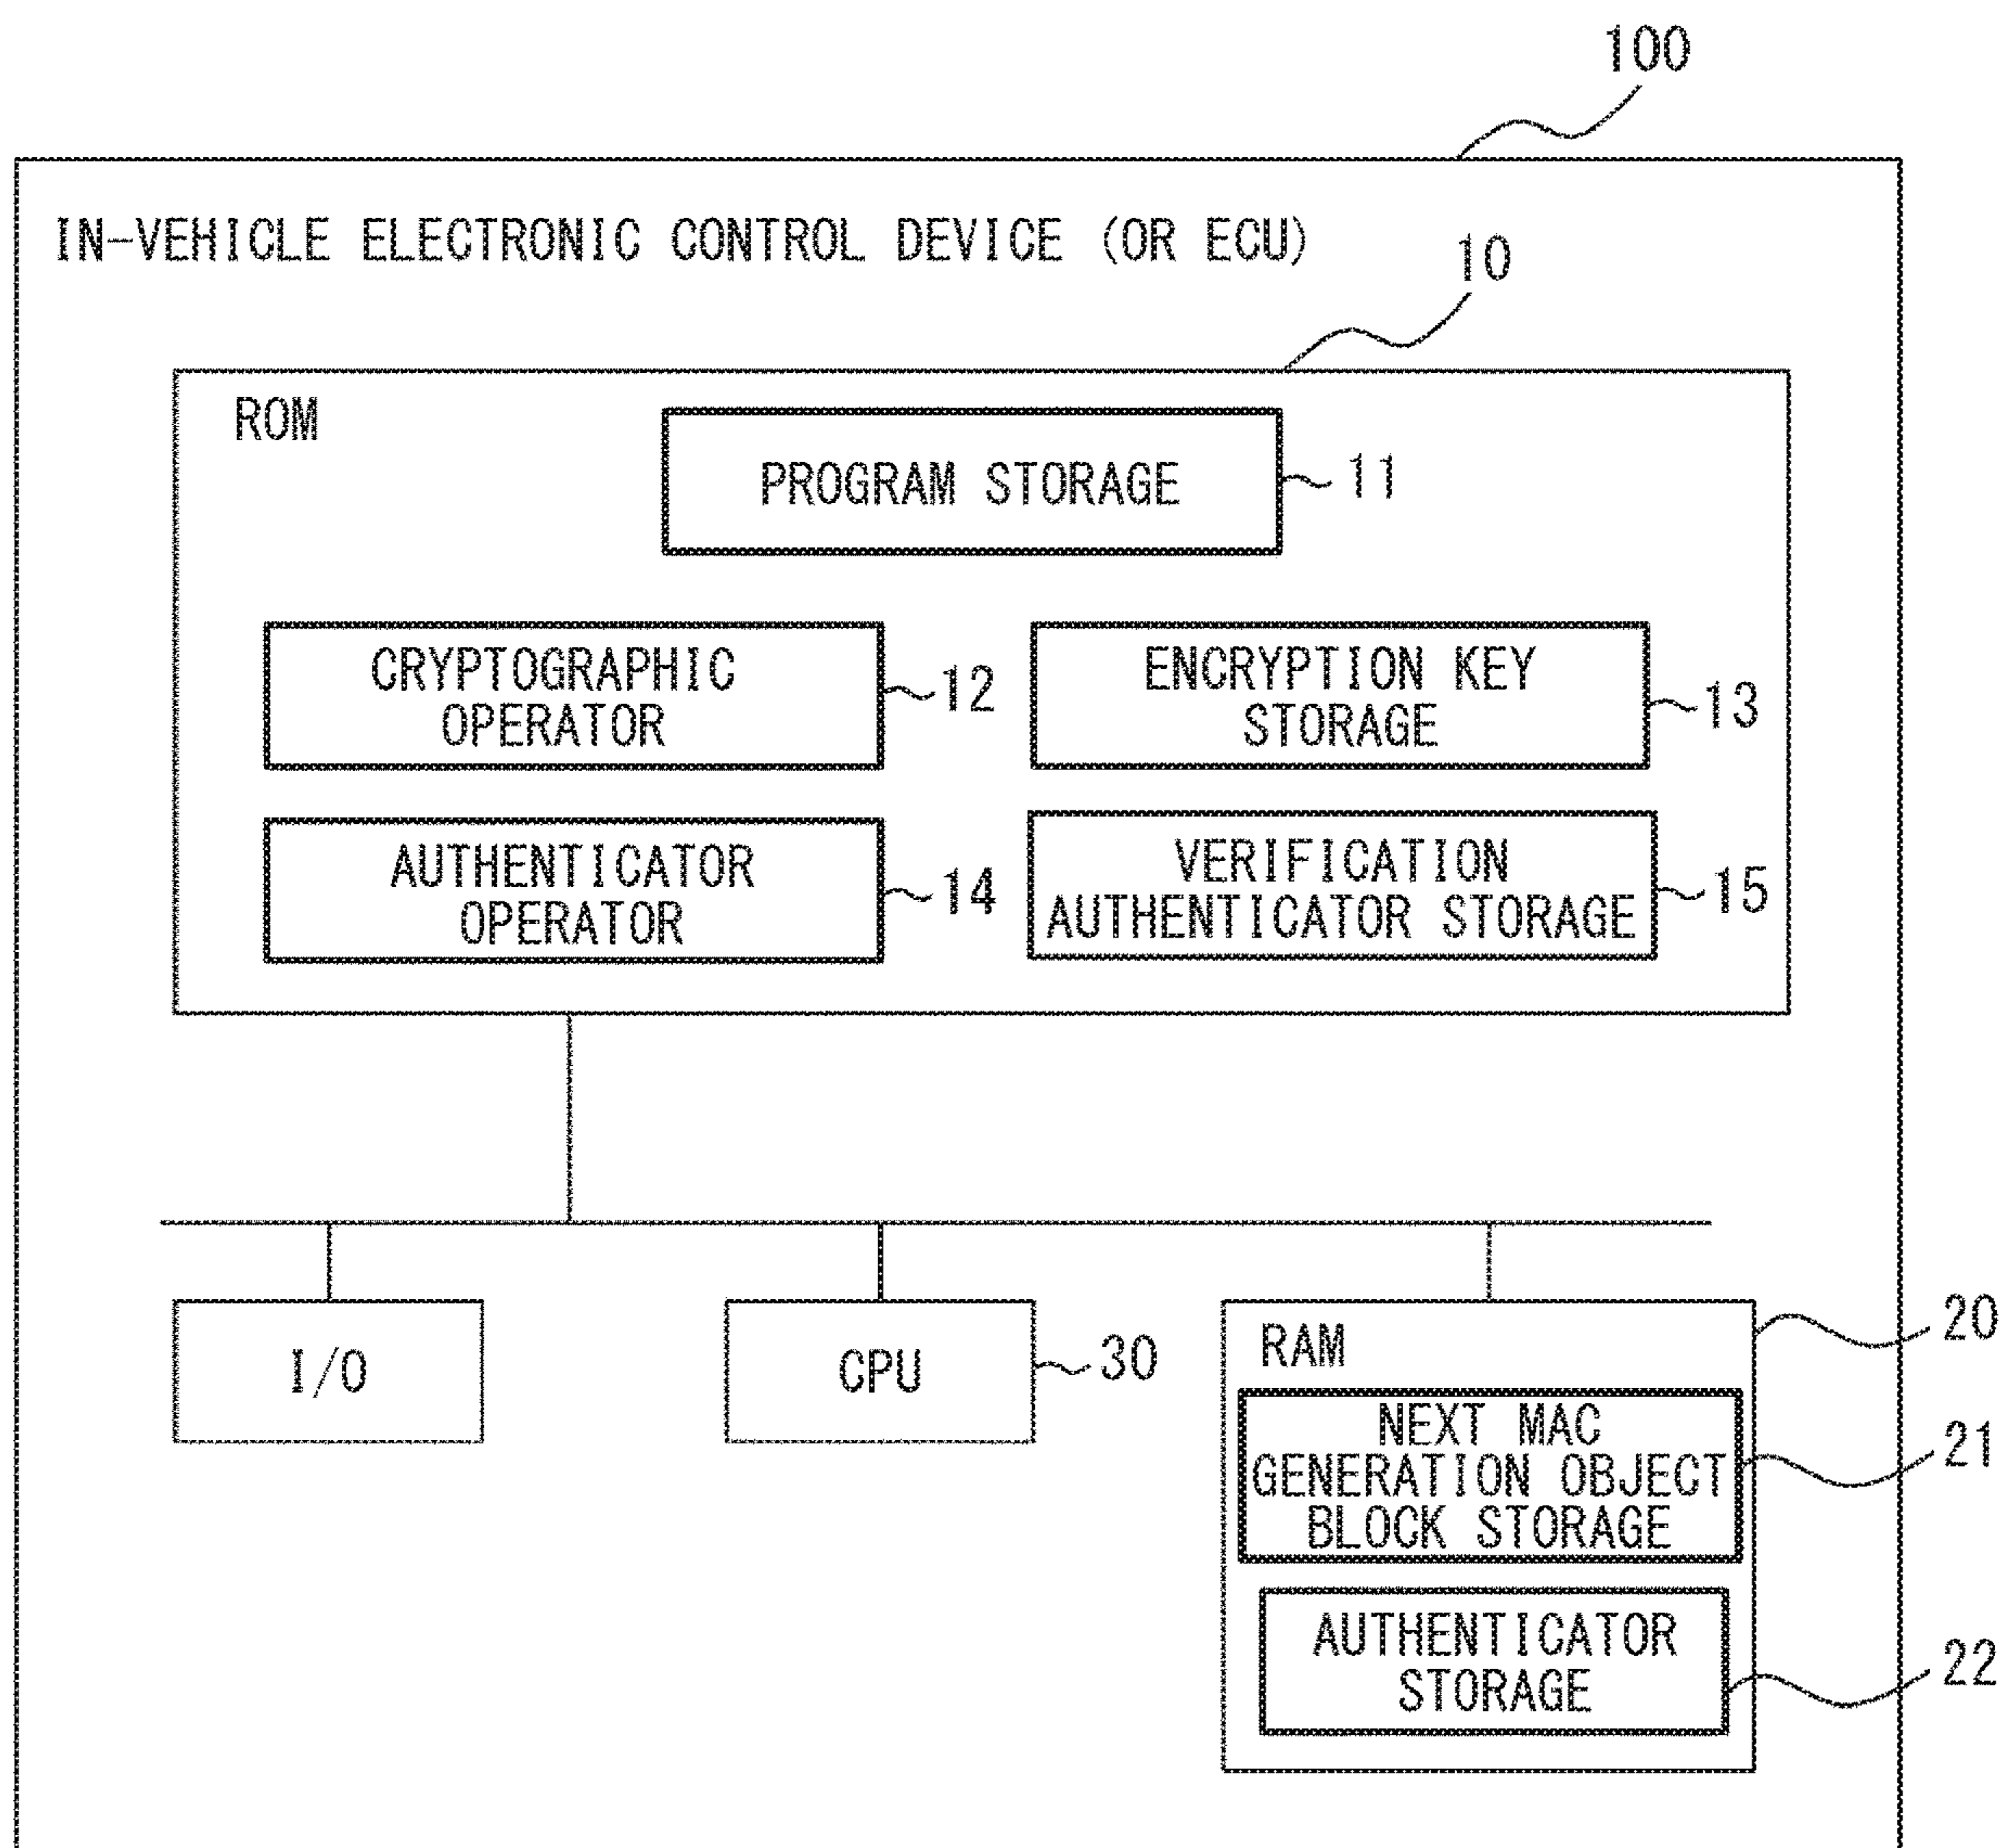 100
IN-VEHICLE ELECTRONIC CONTROL DEVICE (OR ECU)
10
ROM
PROGRAM STORAGE
11
CRYPTOGRAPHIC
OPERATOR
12
ENCRYPTION KEY
STORAGE
13
AUTHENTICATOR
OPERATOR
14
VERIFICATION
AUTHENTICATOR STORAGE
15
I/O
CPU
30
RAM
20
NEXT MAC
GENERATION OBJECT
BLOCK STORAGE
21
AUTHENTICATOR
STORAGE
22